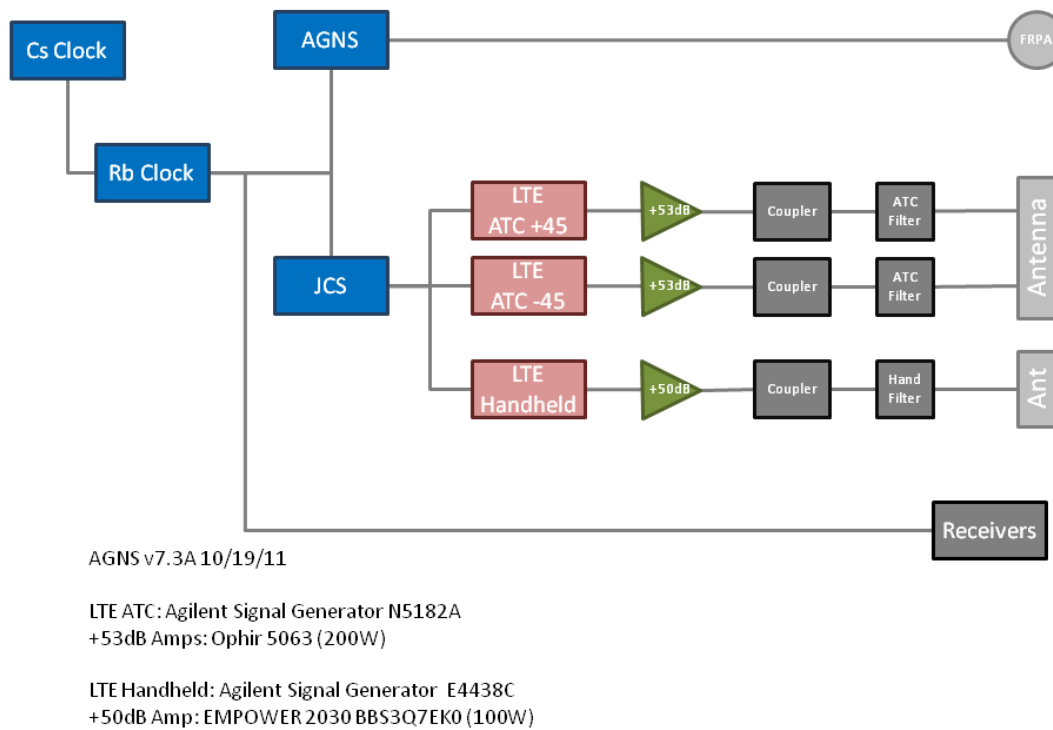 Cs Clock
AGNS
FRPA
Rb Clock
LTE
ATC +45
+53dB
Coupler
ATC
Filter
Antenna
JCS
LTE
ATC -45
+53dB
Coupler
ATC
Filter
LTE
Handheld
+50dB
Coupler
Hand
Filter
Ant
Receivers
AGNS v7.3A 10/19/11
LTE ATC: Agilent Signal Generator N5182A
+53dB Amps: Ophir 5063 (200W)
LTE Handheld: Agilent Signal Generator E4438C
+50dB Amp: EMPOWER 2030 BBS3Q7EK0 (100W)